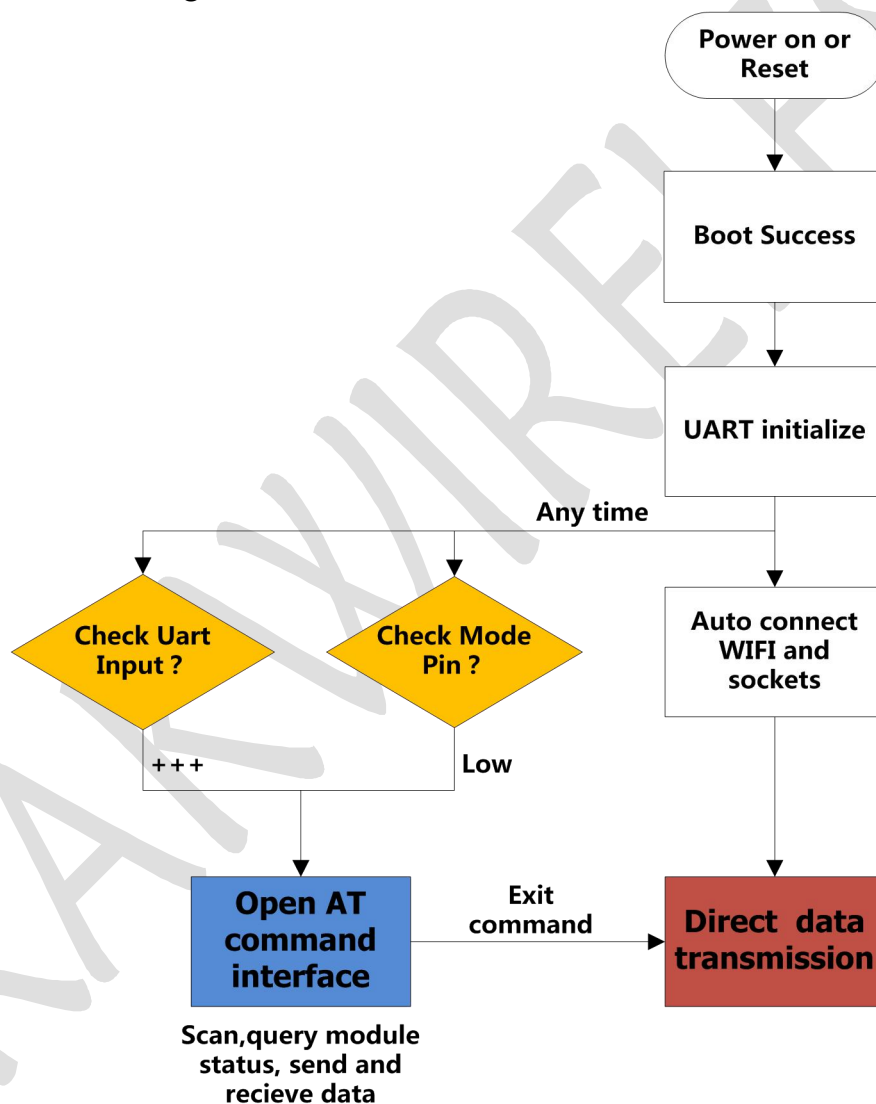 Power on or
Reset
Boot Success
UART initialize
Any time
Check Uart
Input ?
Check Mode
Pin ?
Auto connect
WIFI and
sockets
+++
Low
Open AT
command
interface
Exit
command
Direct data
transmission
Scan,query module
status, send and
recieve data